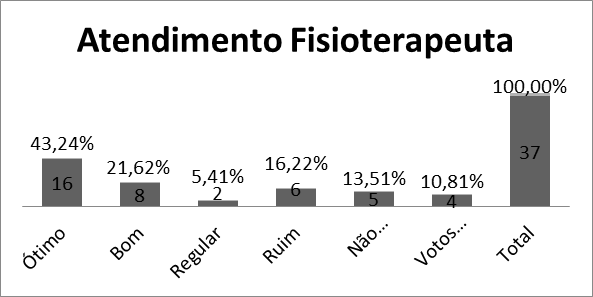 Atendimento Fisioterapeuta
43,24%
21,62%
5,41%
16,22%
13,51%
10,81%
100,00%
16
8
2
6
5
4
37
Ótimo
Bom
Regular
Ruim
Não...
Votos...
Total